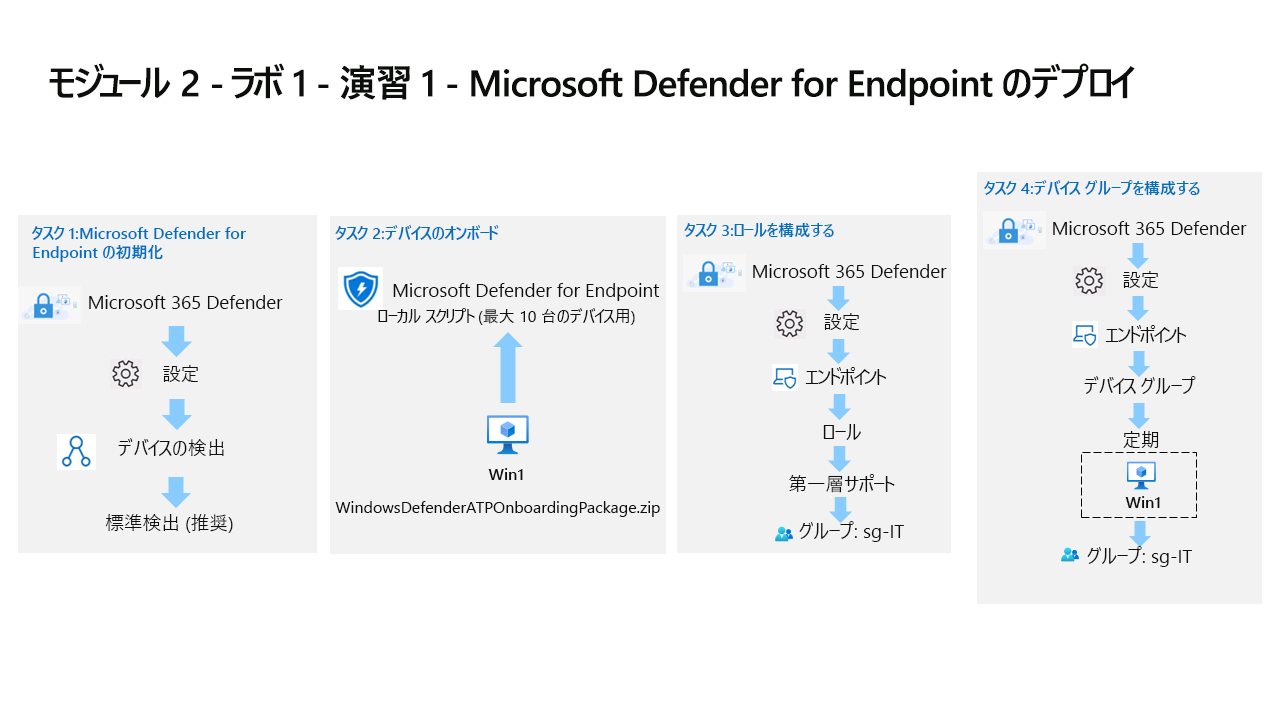 モジュール 2 - ラボ 1 - 演習 1 - Microsoft Defender for Endpoint のデプロイ
タスク 1:Microsoft Defender for
Endpoint の初期化
Microsoft 365 Defender
設定
デバイスの検出
標準検出 (推奨)
タスク 2:デバイスのオンボード
Microsoft Defender for Endpoint
ローカル スクリプト (最大 10 台のデバイス用)
Win1
WindowsDefenderATPOnboardingPackage.zip
タスク 3:ロールを構成する
Microsoft 365 Defender
設定
エンドポイント
ロール
第一層サポート
グループ: sg-IT
タスク 4:デバイス グループを構成する
Microsoft 365 Defender
設定
エンドポイント
デバイス グループ
定期
Win1
グループ: sg-IT